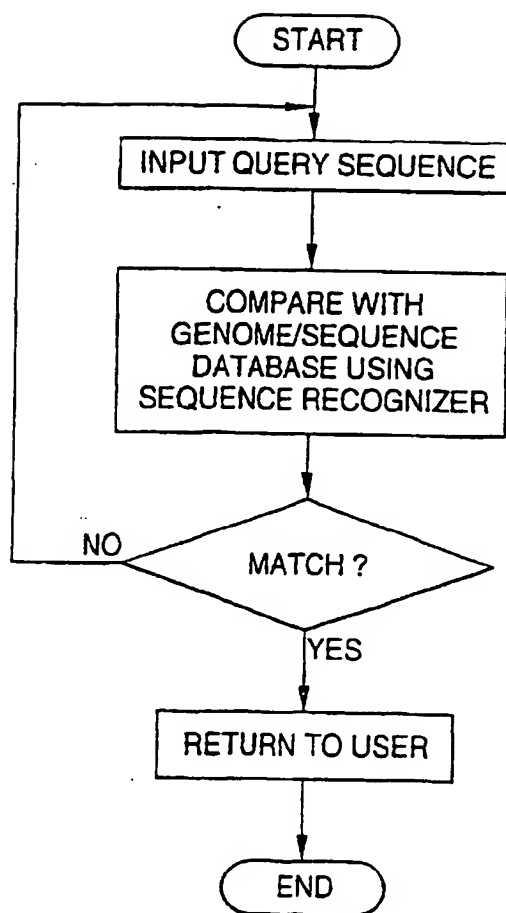 START
INPUT QUERY SEQUENCE
COMPARE WITH
GENOME/SEQUENCE
DATABASE USING
SEQUENCE RECOGNIZER
NO
MATCH ?
YES
RETURN TO USER
END